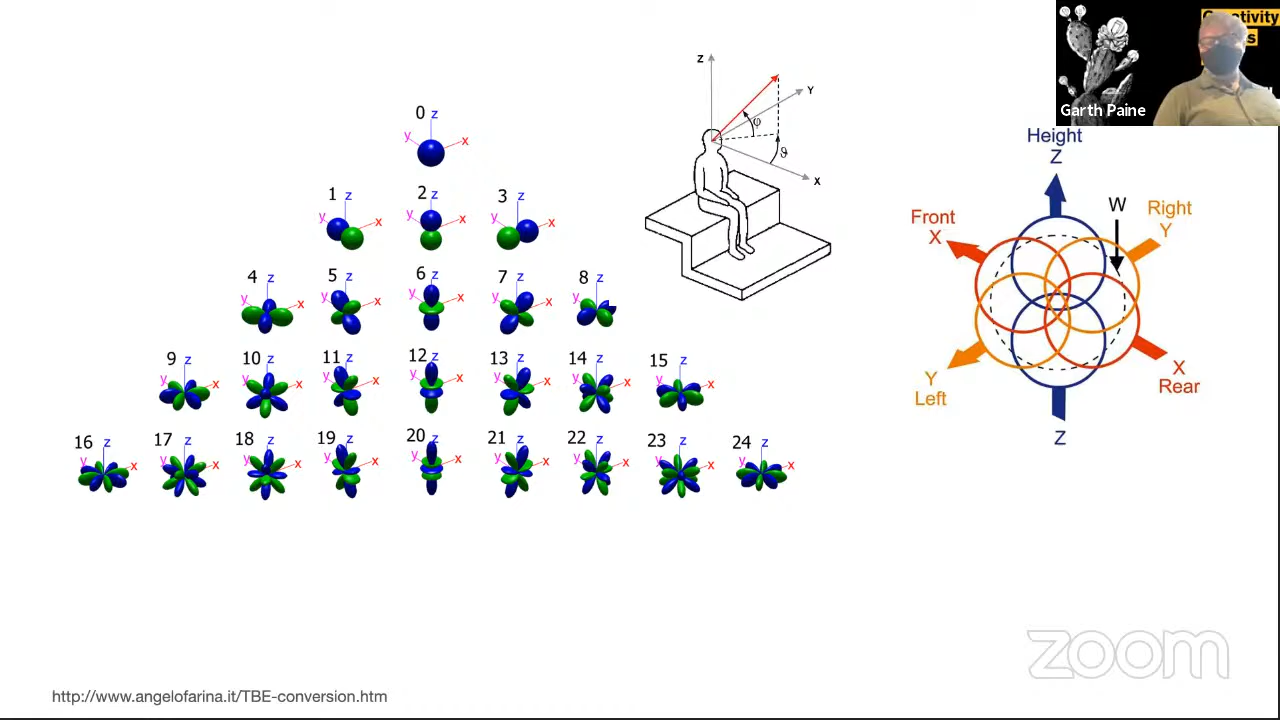 Creativity
s
Garth Paine
0 z
y x
1 z 2 z 3 z
y x y x y x
4 z 5 z 6 z 7 z 8 z
y x y x y x y x y x
9 z 10 z 11 z 12 z 13 z 14 z 15 z
y x y x y x y x y x y x y x
16 z 17 z 18 z 19 z 20 z 21 z 22 z 23 z 24 z
y x y x y x y x y x y x y x y x y x
Z
Y
φ
ϑ
X
Height
Z
W
Front
X
Right
Y
Y
Left
X
Rear
Z
zoom
http://www.angelofarina.it/TBE-conversion.htm